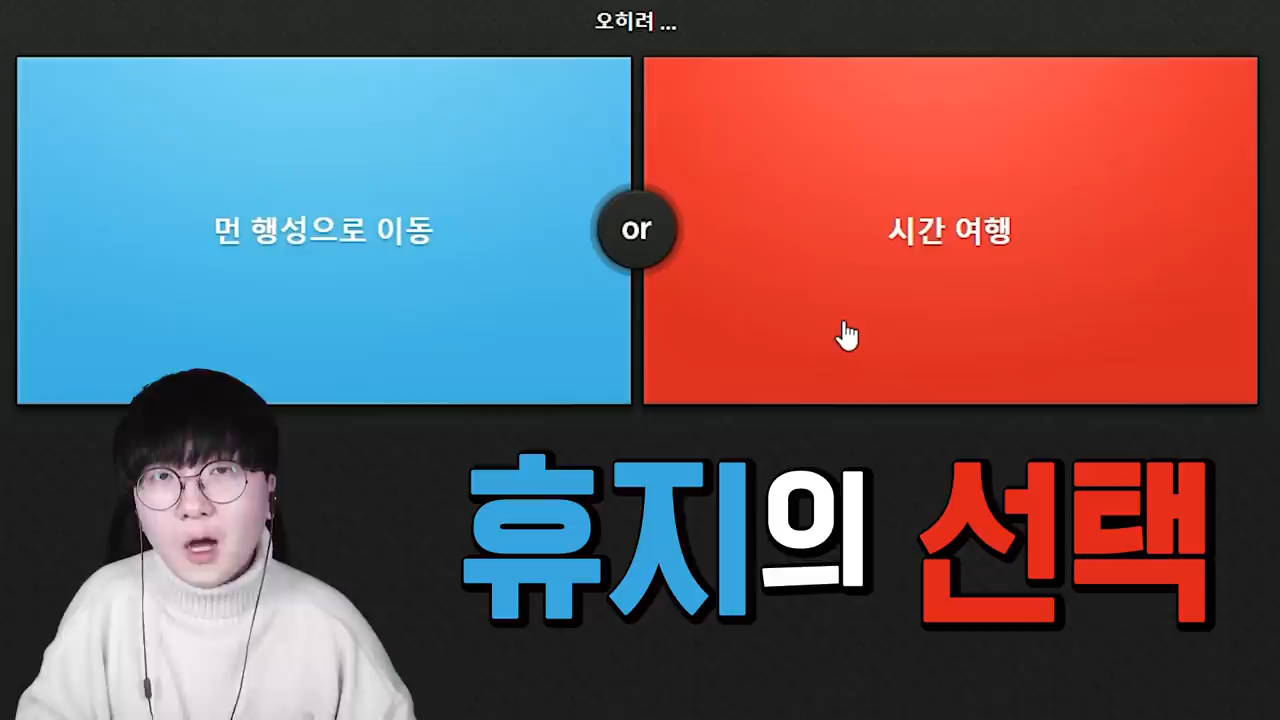 오히려 ...
먼 행성으로 이동
or
시간 여행
휴지의 선택